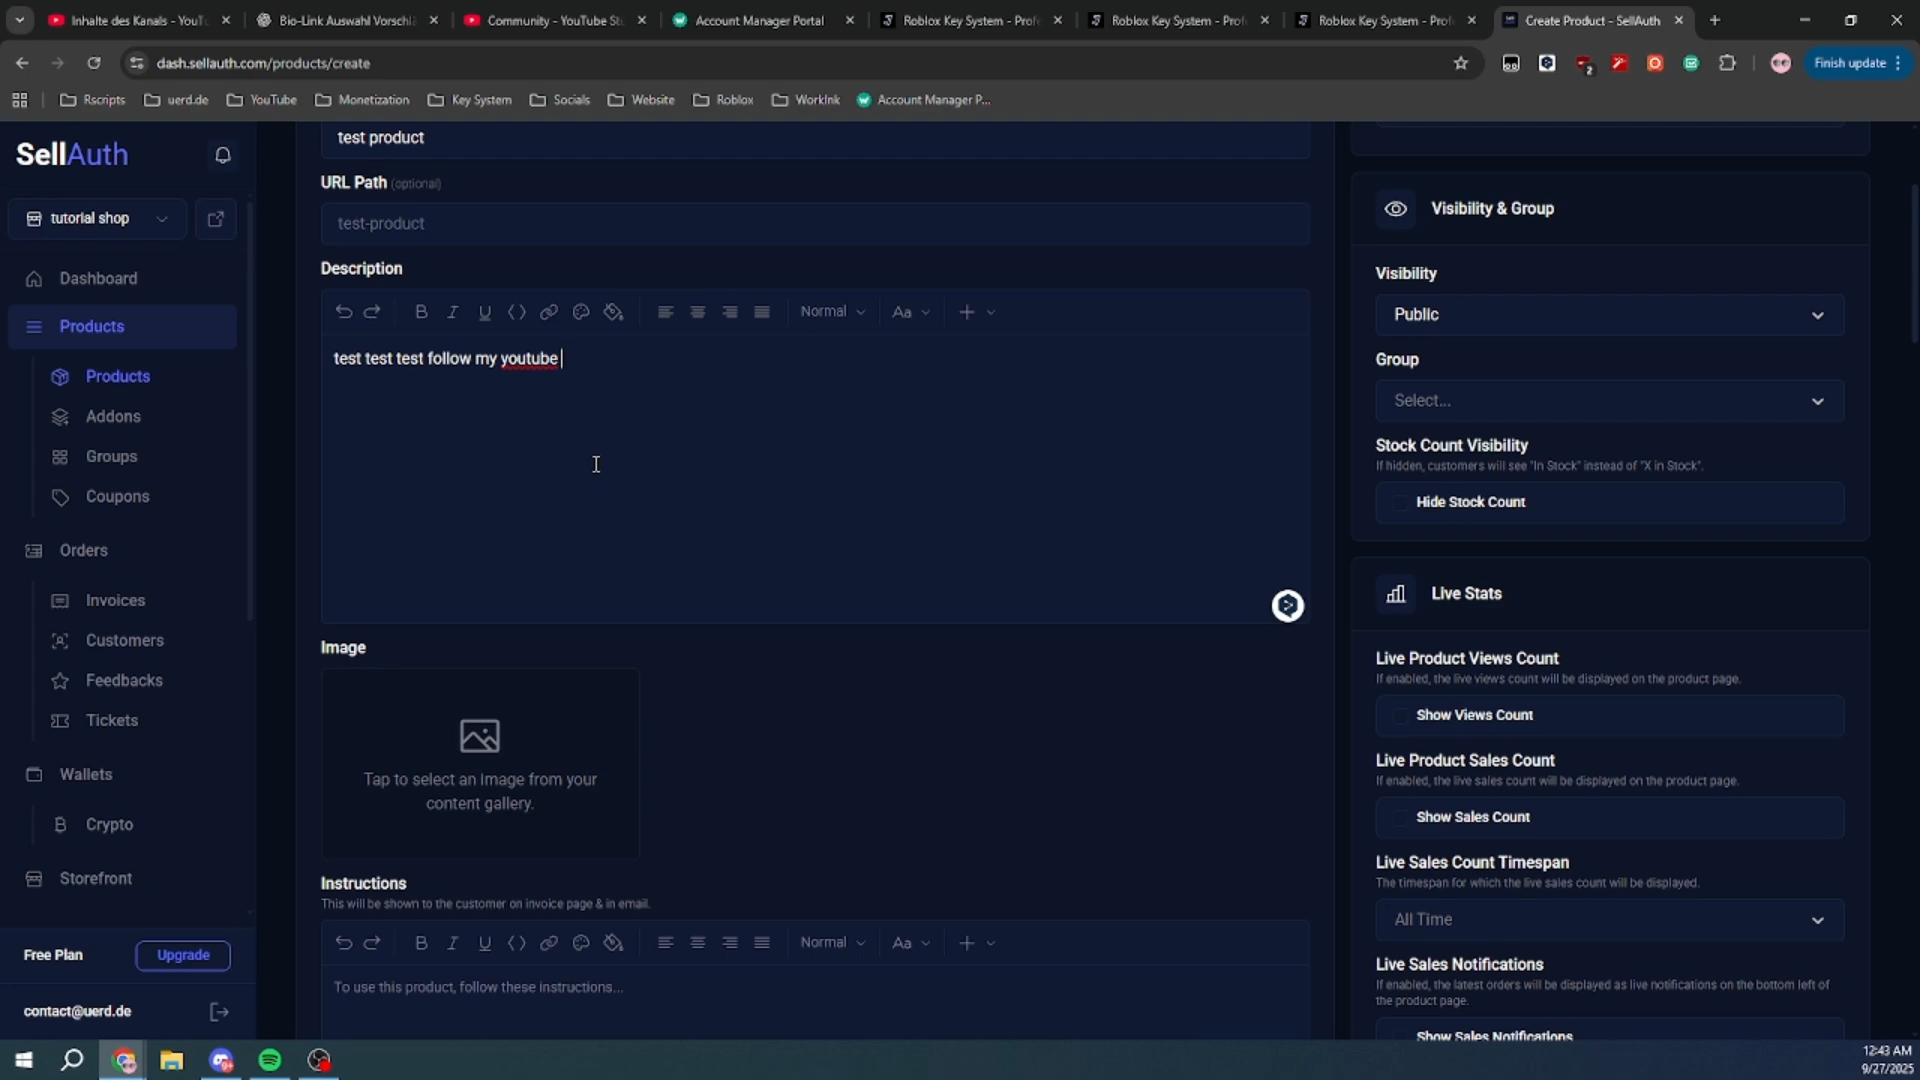 Inhalte des Kanals - YouT
Bio-Link Auswahl Vorschlä
Community - YouTube St
Account Manager Portal
Roblox Key System - Prof
Roblox Key System - Prof
Roblox Key System - Prof
Create Product - SellAuth
dash.sellauth.com/products/create
2
Finish update
Rscripts
uerd.de
YouTube
Monetization
Key System
Socials
Website
Roblox
WorkInk
Account Manager P...
SellAuth
tutorial shop
Dashboard
Products
Products
Addons
Groups
Coupons
Orders
Invoices
Customers
Feedbacks
Tickets
Wallets
Crypto
Storefront
Free Plan
Upgrade
contact@uerd.de
test product
URL Path (optional)
test-product
Description
B I U
Normal
Aa
test test test follow my youtube
Image
Tap to select an image from your
content gallery.
Instructions
This will be shown to the customer on invoice page & in email.
B I U
Normal
Aa
To use this product, follow these instructions...
Visibility & Group
Visibility
Public
Group
Select...
Stock Count Visibility
If hidden, customers will see "In Stock" instead of "X in Stock".
Hide Stock Count
Live Stats
Live Product Views Count
If enabled, the live views count will be displayed on the product page.
Show Views Count
Live Product Sales Count
If enabled, the live sales count will be displayed on the product page.
Show Sales Count
Live Sales Count Timespan
The timespan for which the live sales count will be displayed.
All Time
Live Sales Notifications
If enabled, the latest orders will be displayed as live notifications on the bottom left of
the product page.
Show Sales Notifications
12:43 AM
9/27/2025